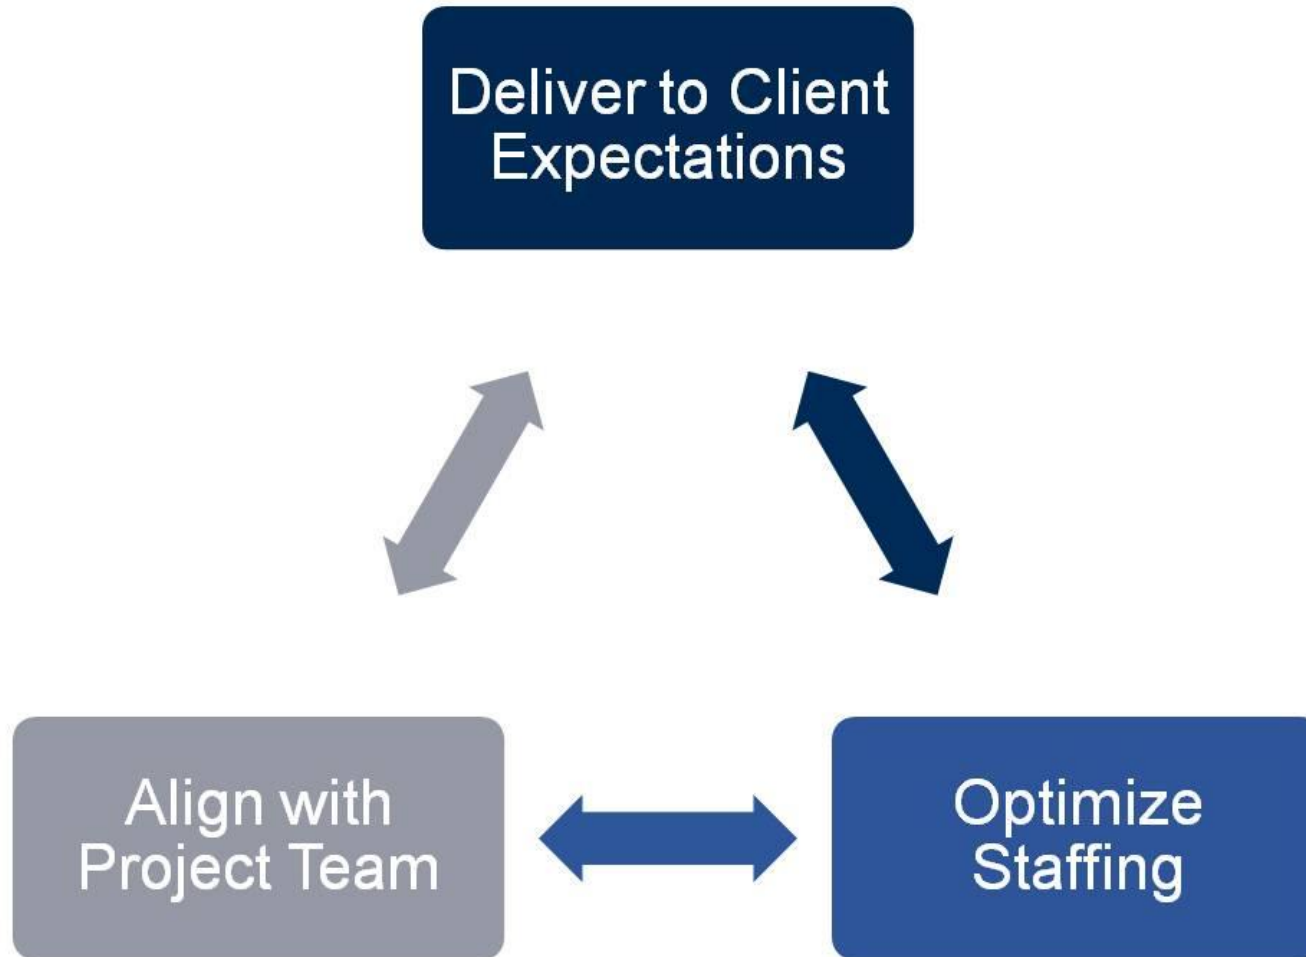 Deliver to Client
Expectations
Align with
Project Team
Optimize
Staffing